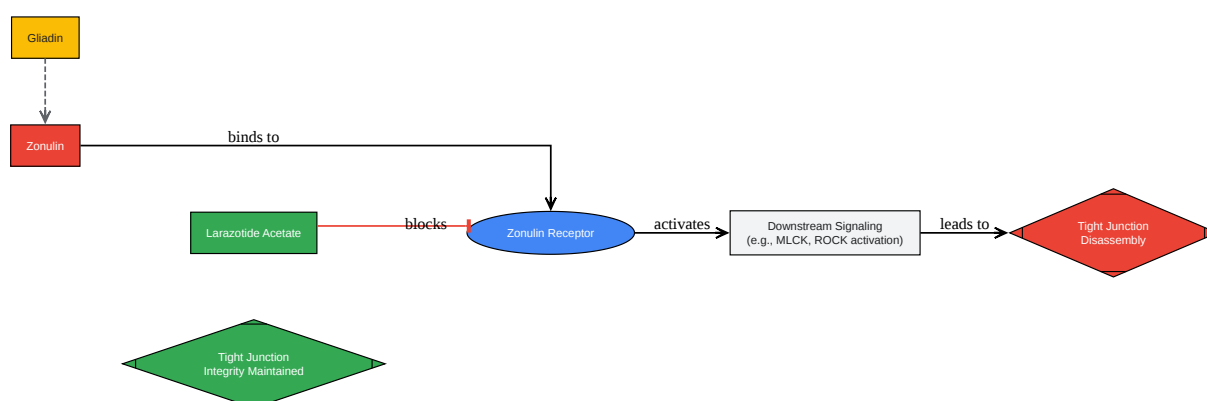 Gliadin
Zonulin
binds to
Larazotide Acetate
blocks
Zonulin Receptor
activates
Downstream Signaling
(e.g., MLCK, ROCK activation)
leads to
Tight Junction
Disassembly
Tight Junction
Integrity Maintained